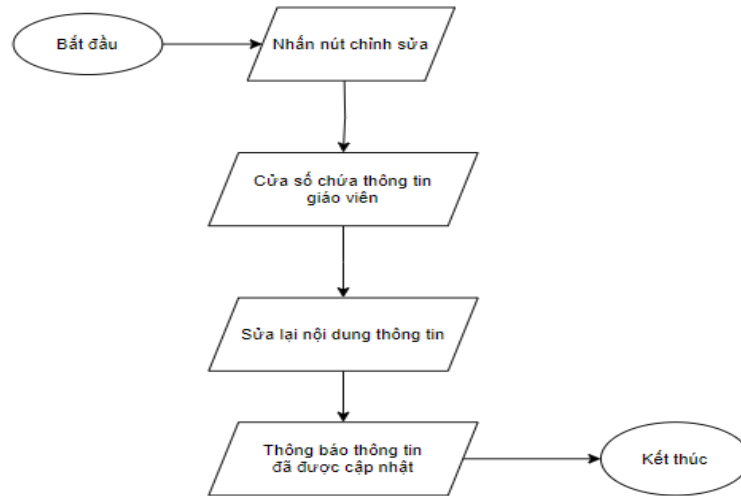 Bắt đầu
Nhấn nút chỉnh sửa
Cửa sổ chứa thông tin
giáo viên
Sửa lại nội dung thông tin
Thông báo thông tin
đã được cập nhật
Kết thúc